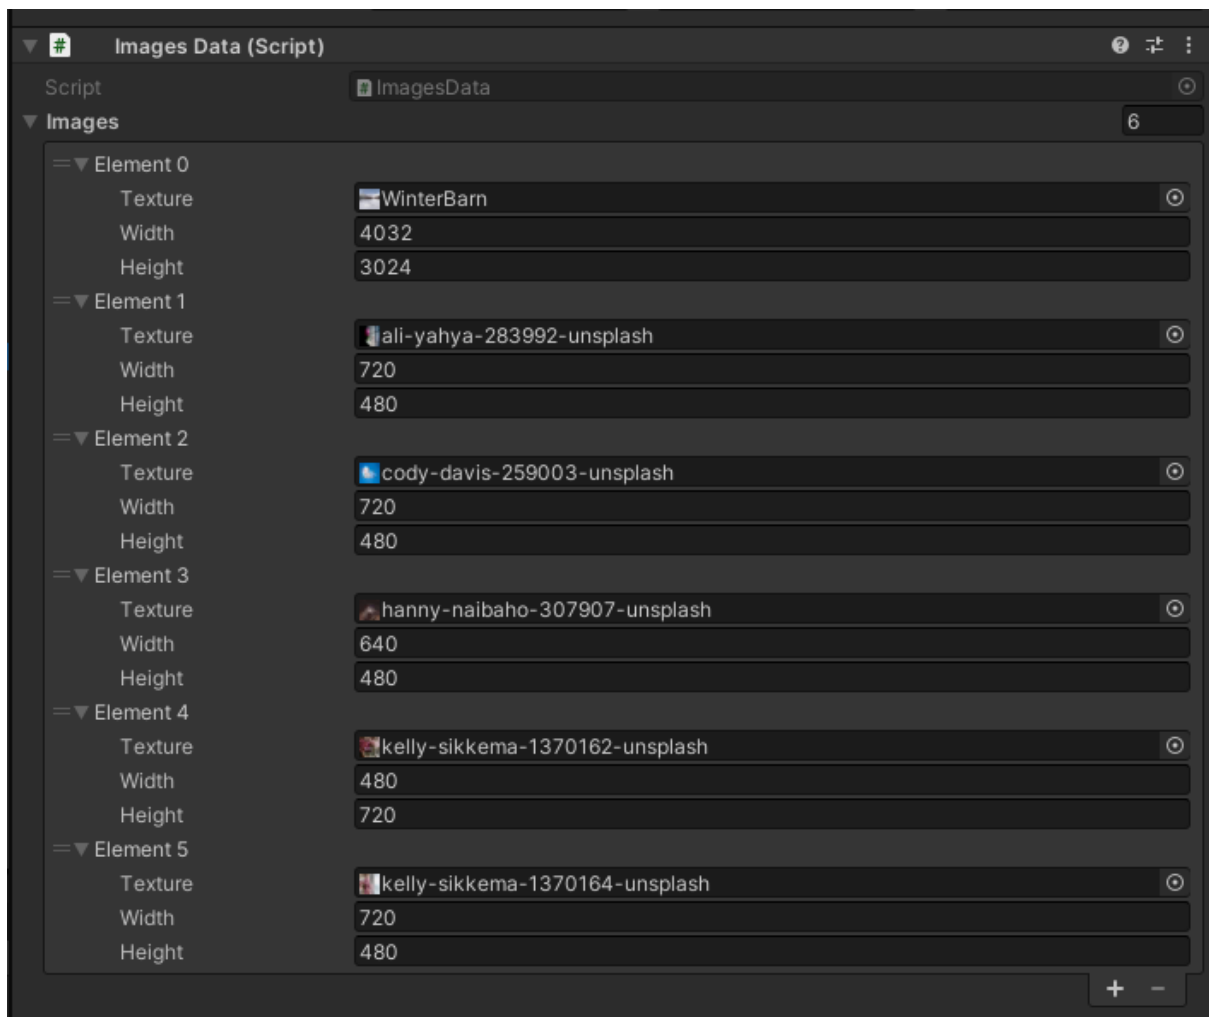 Images Data (Script)
Script ImagesData
Images 6
Element 0
Texture WinterBarn
Width 4032
Height 3024
Element 1
Texture ali-yahya-283992-unsplash
Width 720
Height 480
Element 2
Texture cody-davis-259003-unsplash
Width 720
Height 480
Element 3
Texture hanny-naibaho-307907-unsplash
Width 640
Height 480
Element 4
Texture kelly-sikkema-1370162-unsplash
Width 480
Height 720
Element 5
Texture kelly-sikkema-1370164-unsplash
Width 720
Height 480